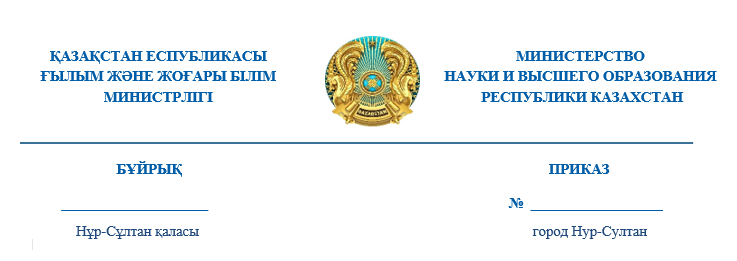 ҚАЗАҚСТАН ЕСПУБЛИКАСЫ
ҒЫЛЫМ ЖӘНЕ ЖОҒАРЫ БІЛІМ
МИНИСТРЛІГІ
МИНИСТЕРСТВО
НАУКИ И ВЫСШЕГО ОБРАЗОВАНИЯ
РЕСПУБЛИКИ КАЗАХСТАН
QAZAQSTAN
БҰЙРЫҚ
ПРИКАЗ
№
Нұр-Сұлтан қаласы
город Нур-Султан